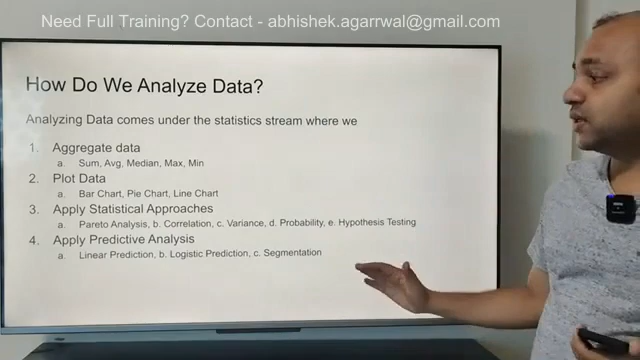 Need Full Training? Contact - abhishek.agarrwal@gmail.com
How Do We Analyze Data?
Analyzing Data comes under the statistics stream where we
1. Aggregate data
a. Sum, Avg, Median, Max, Min
2. Plot Data
a. Bar Chart, Pie Chart, Line Chart
3. Apply Statistical Approaches
a. Pareto Analysis, b. Correlation, c. Variance, d. Probability, e. Hypothesis Testing
4. Apply Predictive Analysis
a. Linear Prediction, b. Logistic Prediction, c. Segmentation